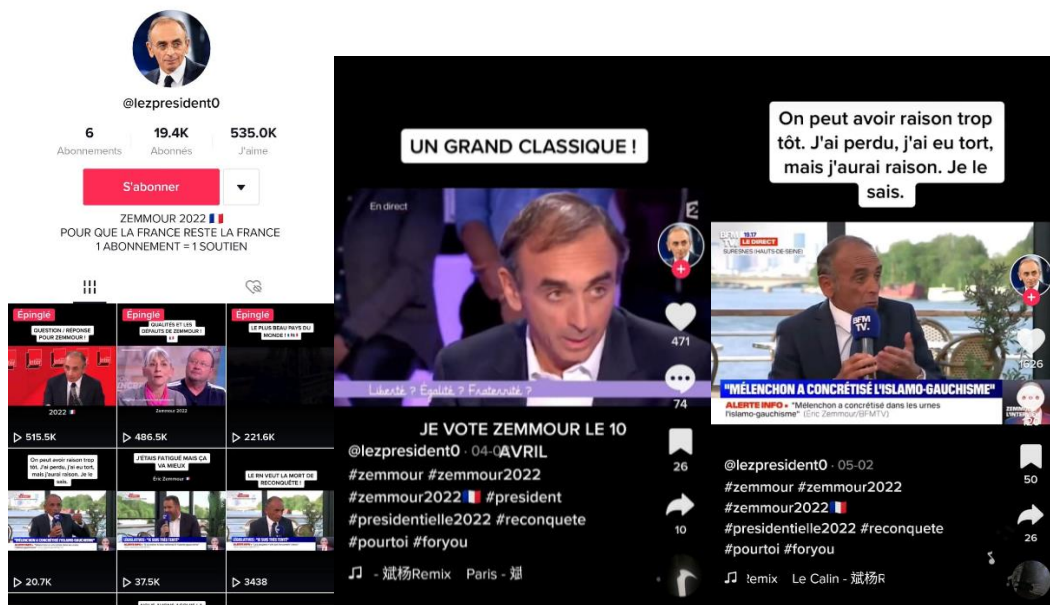 @lezpresident0
6 19.4K 535.0K
Abonnements Abonnés J'aime
S'abonner
ZEMMOUR 2022 🇫🇷
POUR QUE LA FRANCE RESTE LA FRANCE
1 ABONNEMENT = 1 SOUTIEN
Épinglé
QUESTION / RÉPONSE
POUR ZEMMOUR !
2022 🇫🇷
515.5K
Épinglé
QUALITÉS ET LES
DÉFAUTS DE ZEMMOUR !
Zemmour 2022
486.5K
Épinglé
LE PLUS BEAU PAYS DU
MONDE !
221.6K
On peut avoir raison trop
tôt. J'ai perdu, j'ai eu tort,
mais j'aurai raison. Je le
sais.
20.7K
J'ÉTAIS FATIGUÉ MAIS ÇA
VA MIEUX
Éric Zemmour
37.5K
LE RN VEUT LA MORT DE
RECONQUÊTE !
3438
UN GRAND CLASSIQUE !
En direct
2
471
Liberté ? Égalité ? Fraternité ?
74
JE VOTE ZEMMOUR LE 10
AVRIL
@lezpresident0 · 04-0
26
#zemmour #zemmour2022
#zemmour2022🇫🇷 #president
#presidentielle2022 #reconquete
10
#pourtoi #foryou
- 斌杨Remix Paris - 斌
On peut avoir raison trop
tôt. J'ai perdu, j'ai eu tort,
mais j'aurai raison. Je le
sais.
BFM
TV. 19.17
LE DIRECT
SURESNES (HAUTS-DE-SEINE)
BFM
TV.
1626
"MÉLENCHON A CONCRÉTISÉ L'ISLAMO-GAUCHISME"
ALERTE INFO • "Mélenchon a concrétisé dans les urnes
l'islamo-gauchisme" (Éric Zemmour/BFMTV)
@lezpresident0 · 05-02
50
#zemmour #zemmour2022
#zemmour2022🇫🇷
#presidentielle2022 #reconquete
26
#pourtoi #foryou
Remix Le Calin - 斌杨R